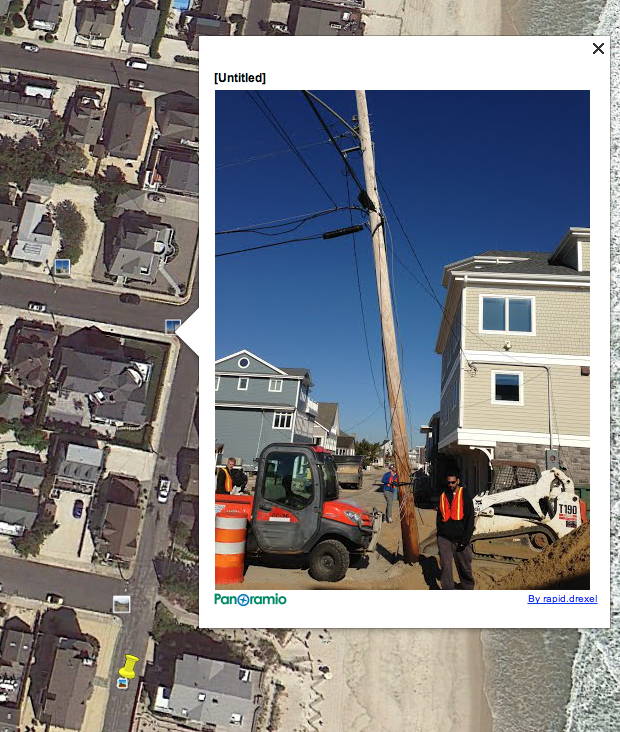 [Untitled]
T190
Panoramio
By rapid.drexel